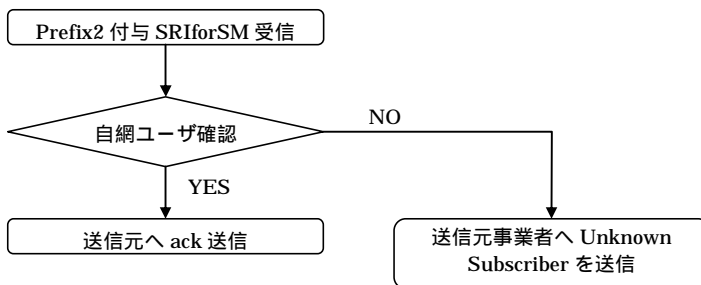 Prefix2 付与 SRIforSM 受信
自網ユーザ確認
NO
YES
送信元へ ack 送信
送信元事業者へ Unknown
Subscriber を送信